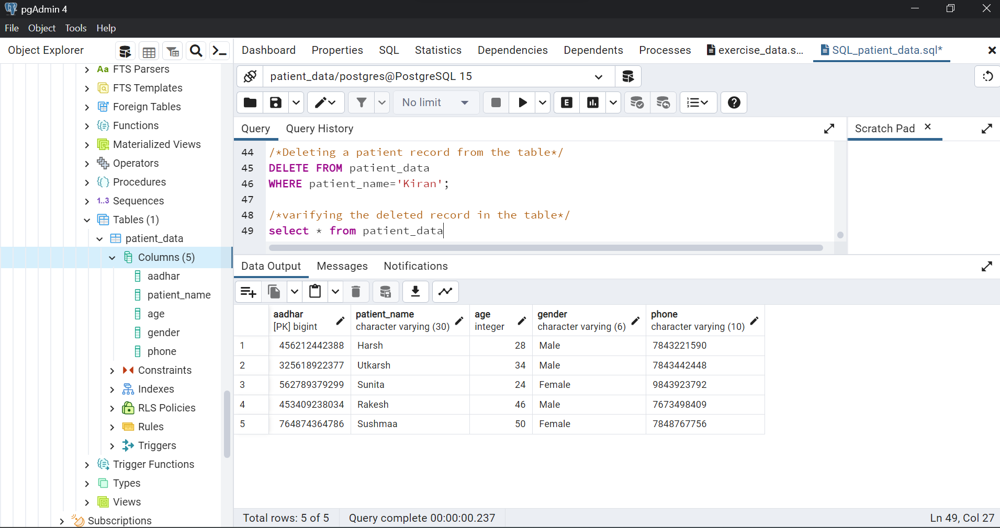 pgAdmin 4
File Object Tools Help
Object Explorer
Dashboard Properties SQL Statistics Dependencies Dependents Processes exercise_data.s... SQL_patient_data.sql*
Aa FTS Parsers
FTS Templates
Foreign Tables
Functions
Materialized Views
Operators
Procedures
1..3 Sequences
Tables (1)
patient_data
Columns (5)
aadhar
patient_name
age
gender
phone
Constraints
Indexes
RLS Policies
Rules
Triggers
Trigger Functions
Types
Views
Subscriptions
patient_data/postgres@PostgreSQL 15
No limit
E
Query Query History
Scratch Pad
44 /*Deleting a patient record from the table*/
45 DELETE FROM patient_data
46 WHERE patient_name='Kiran';
47
48 /*varifying the deleted record in the table*/
49 select * from patient_data
Data Output Messages Notifications
aadhar patient_name age gender phone
[PK] bigint character varying (30) integer character varying (6) character varying (10)
1 456212442388 Harsh 28 Male 7843221590
2 325618922377 Utkarsh 34 Male 7843442448
3 562789379299 Sunita 24 Female 9843923792
4 453409238034 Rakesh 46 Male 7673498409
5 764874364786 Sushmaa 50 Female 7848767756
Total rows: 5 of 5 Query complete 00:00:00.237 Ln 49, Col 27